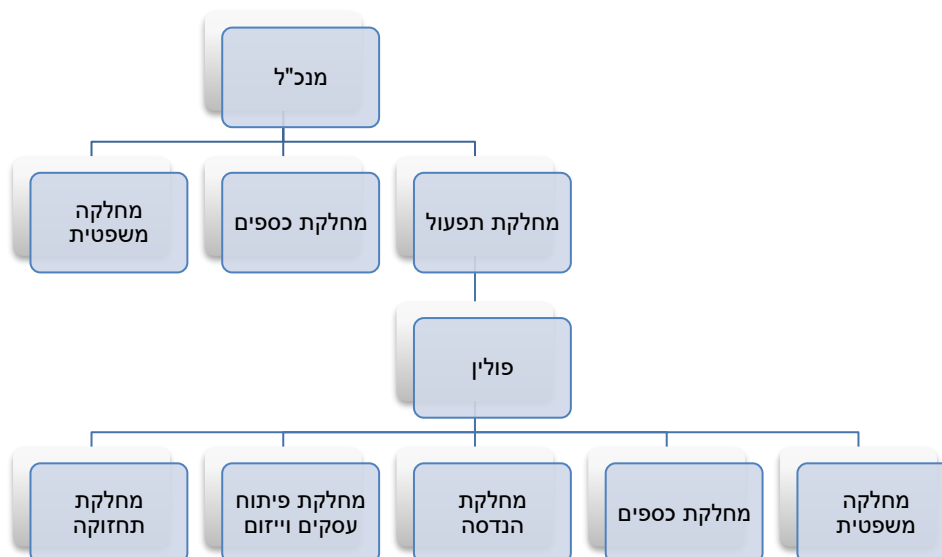 מנכ"ל
מחלקת תפעול
מחלקת כספים
מחלקה
משפטית
פולין
מחלקה
משפטית
מחלקת כספים
מחלקת
הנדסה
מחלקת פיתוח
עסקים וייזום
מחלקת
תחזוקה